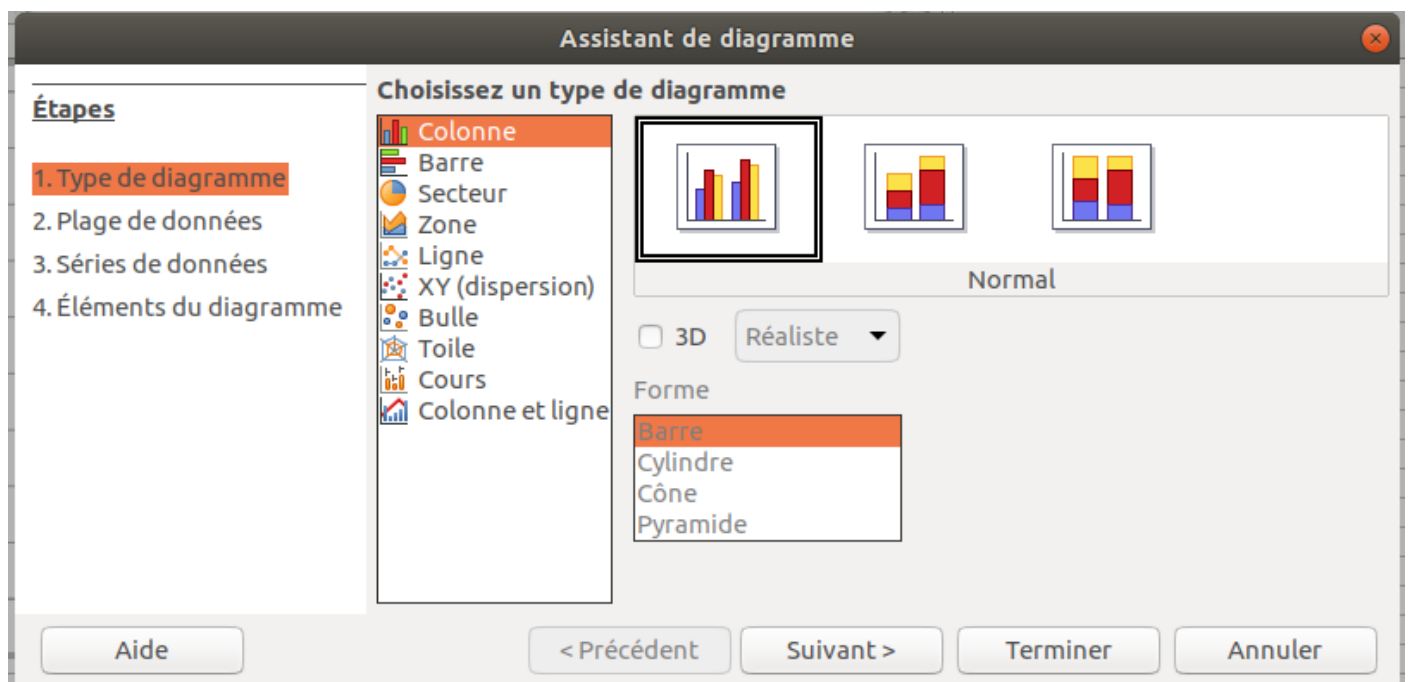 Assistant de diagramme
Étapes
1. Type de diagramme
2. Plage de données
3. Séries de données
4. Éléments du diagramme
Choisissez un type de diagramme
Colonne
Barre
Secteur
Zone
Ligne
XY (dispersion)
Bulle
Toile
Cours
Colonne et ligne
Normal
3D
Réaliste
Forme
Barre
Cylindre
Cône
Pyramide
Aide
< Précédent
Suivant >
Terminer
Annuler